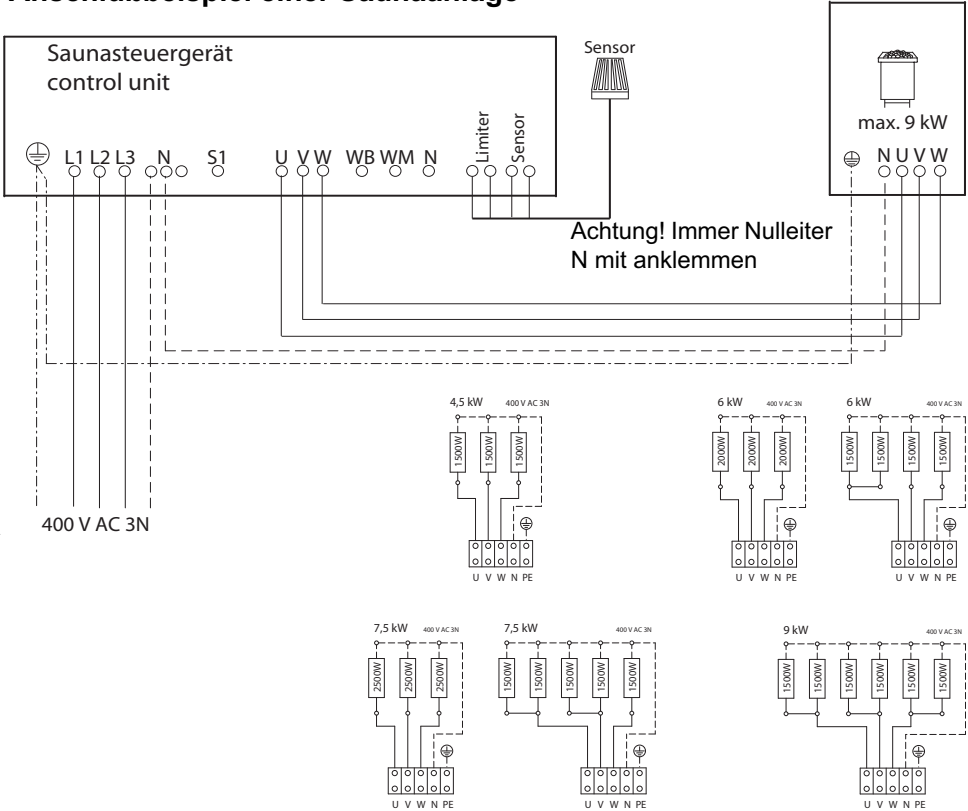 Anschlußbeispiel einer Saunaanlage
Saunasteuergerät
control unit
Sensor
max. 9 kW
L1 L2 L3 N S1 U V W WB WM N Limiter Sensor
N U V W
Achtung! Immer Nulleiter
N mit anklemmen
400 V AC 3N
4,5 kW 400 V AC 3N
1500W 1500W 1500W
U V W N PE
6 kW 400 V AC 3N
2000W 2000W 2000W
U V W N PE
6 kW 400 V AC 3N
1500W 1500W 1500W 1500W
U V W N PE
7,5 kW 400 V AC 3N
2500W 2500W 2500W
U V W N PE
7,5 kW 400 V AC 3N
1500W 1500W 1500W 1500W 1500W
U V W N PE
9 kW 400 V AC 3N
1500W 1500W 1500W 1500W 1500W 1500W
U V W N PE